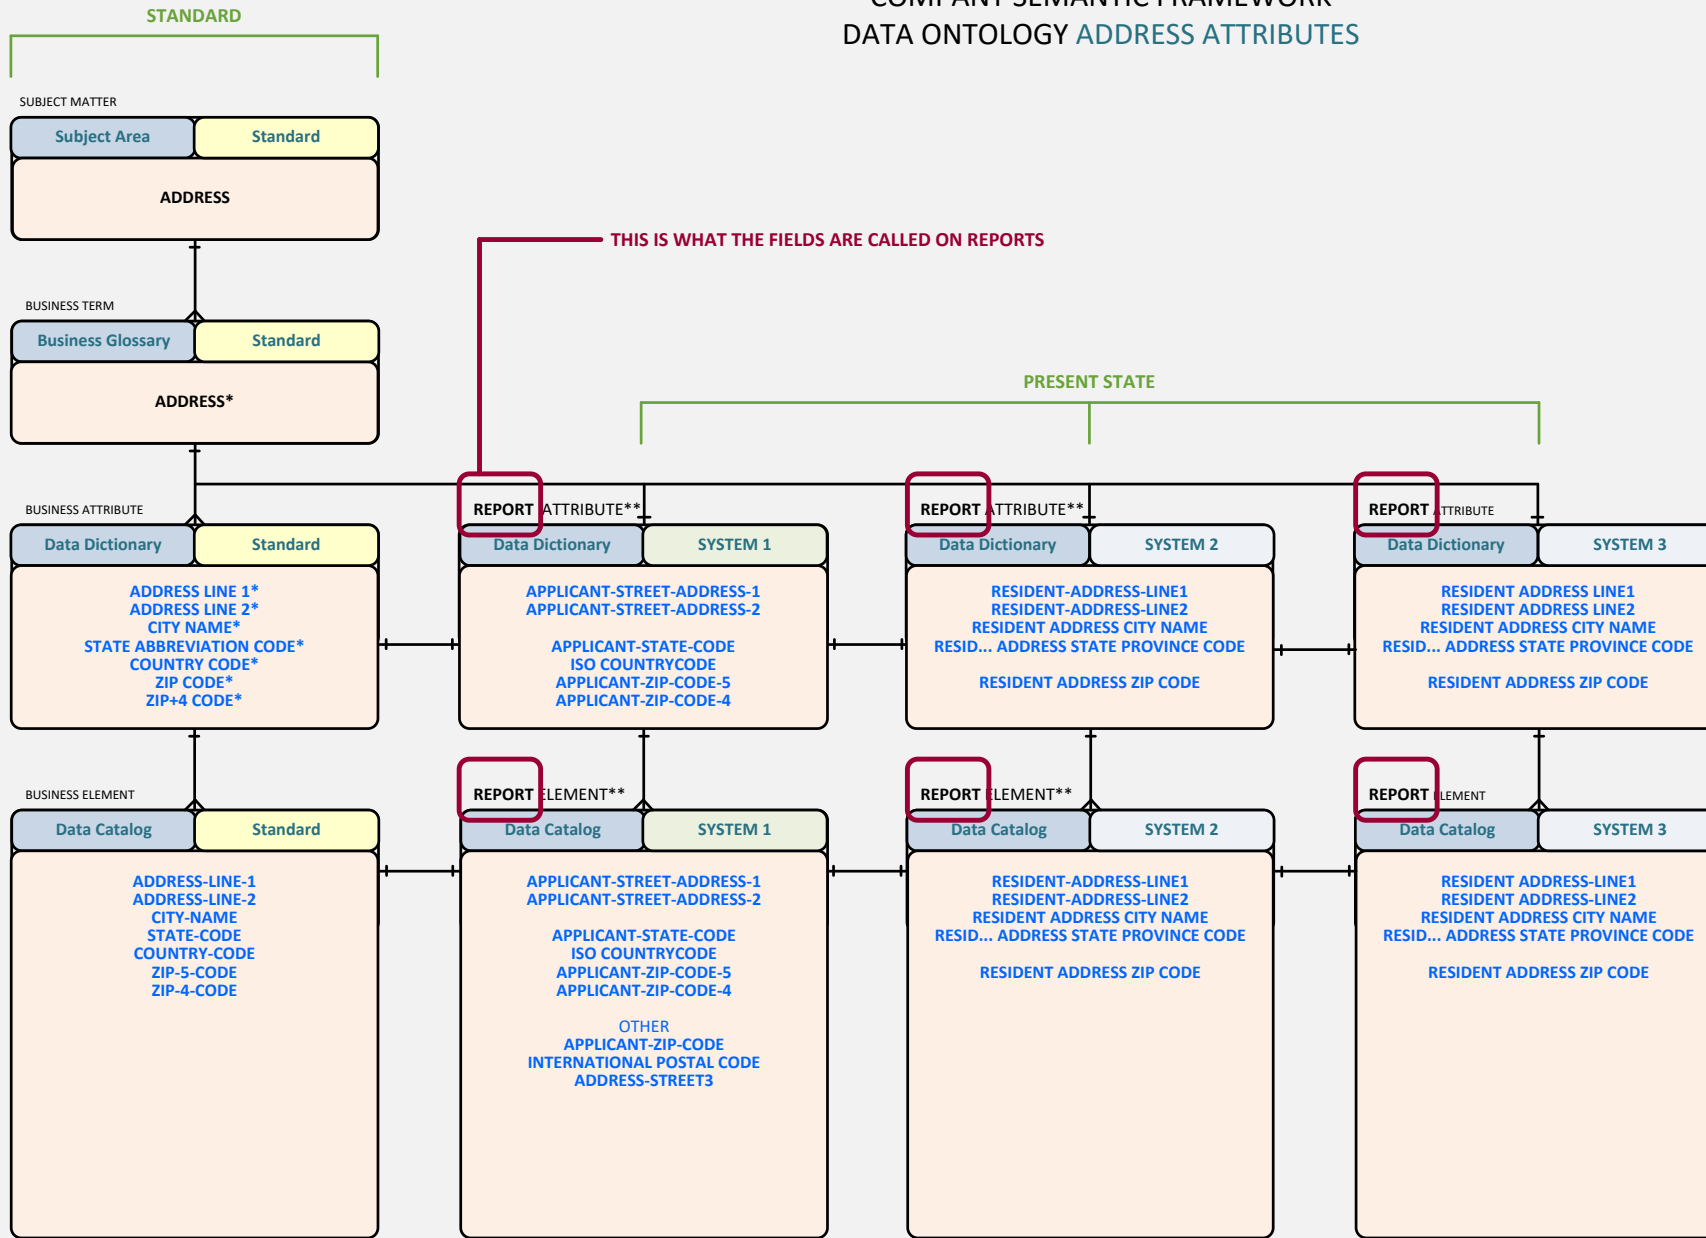 STANDARD
COMPANY SEMANTIC FRAMEWORK
DATA ONTOLOGY ADDRESS ATTRIBUTES
SUBJECT MATTER
Subject Area
Standard
ADDRESS
THIS IS WHAT THE FIELDS ARE CALLED ON REPORTS
BUSINESS TERM
Business Glossary
Standard
ADDRESS*
PRESENT STATE
BUSINESS ATTRIBUTE
Data Dictionary
Standard
ADDRESS LINE 1*
ADDRESS LINE 2*
CITY NAME*
STATE ABBREVIATION CODE*
COUNTRY CODE*
ZIP CODE*
ZIP+4 CODE*
REPORT ATTRIBUTE**
Data Dictionary
SYSTEM 1
APPLICANT-STREET-ADDRESS-1
APPLICANT-STREET-ADDRESS-2
APPLICANT-STATE-CODE
ISO COUNTRYCODE
APPLICANT-ZIP-CODE-5
APPLICANT-ZIP-CODE-4
REPORT ATTRIBUTE**
Data Dictionary
SYSTEM 2
RESIDENT-ADDRESS-LINE1
RESIDENT-ADDRESS-LINE2
RESIDENT ADDRESS CITY NAME
RESID... ADDRESS STATE PROVINCE CODE
RESIDENT ADDRESS ZIP CODE
REPORT ATTRIBUTE
Data Dictionary
SYSTEM 3
RESIDENT ADDRESS LINE1
RESIDENT ADDRESS LINE2
RESIDENT ADDRESS CITY NAME
RESID... ADDRESS STATE PROVINCE CODE
RESIDENT ADDRESS ZIP CODE
BUSINESS ELEMENT
Data Catalog
Standard
ADDRESS-LINE-1
ADDRESS-LINE-2
CITY-NAME
STATE-CODE
COUNTRY-CODE
ZIP-5-CODE
ZIP-4-CODE
REPORT ELEMENT**
Data Catalog
SYSTEM 1
APPLICANT-STREET-ADDRESS-1
APPLICANT-STREET-ADDRESS-2
APPLICANT-STATE-CODE
ISO COUNTRYCODE
APPLICANT-ZIP-CODE-5
APPLICANT-ZIP-CODE-4
OTHER
APPLICANT-ZIP-CODE
INTERNATIONAL POSTAL CODE
ADDRESS-STREET3
REPORT ELEMENT**
Data Catalog
SYSTEM 2
RESIDENT-ADDRESS-LINE1
RESIDENT-ADDRESS-LINE2
RESIDENT ADDRESS CITY NAME
RESID... ADDRESS STATE PROVINCE CODE
RESIDENT ADDRESS ZIP CODE
REPORT ELEMENT
Data Catalog
SYSTEM 3
RESIDENT ADDRESS-LINE1
RESIDENT ADDRESS-LINE2
RESIDENT ADDRESS CITY NAME
RESID... ADDRESS STATE PROVINCE CODE
RESIDENT ADDRESS ZIP CODE